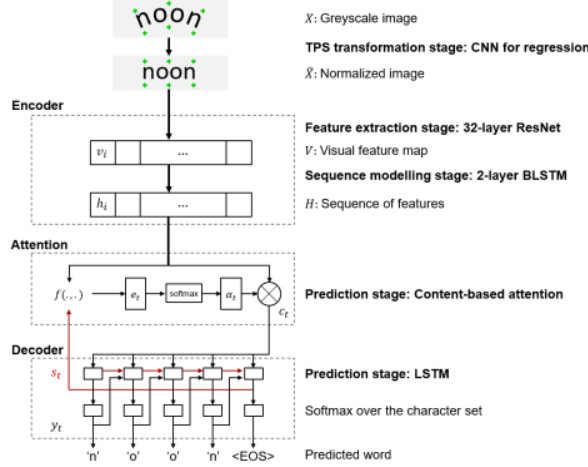 noon
X: Greyscale image
TPS transformation stage: CNN for regression
noon
X̃: Normalized image
Encoder
Feature extraction stage: 32-layer ResNet
v_i ...
V: Visual feature map
Sequence modelling stage: 2-layer BLSTM
h_i ...
H: Sequence of features
Attention
f(.,.) e_t softmax α_t
Prediction stage: Content-based attention
c_t
Decoder
s_t
Prediction stage: LSTM
Softmax over the character set
y_t
'n' 'o' 'o' 'n' <EOS>
Predicted word